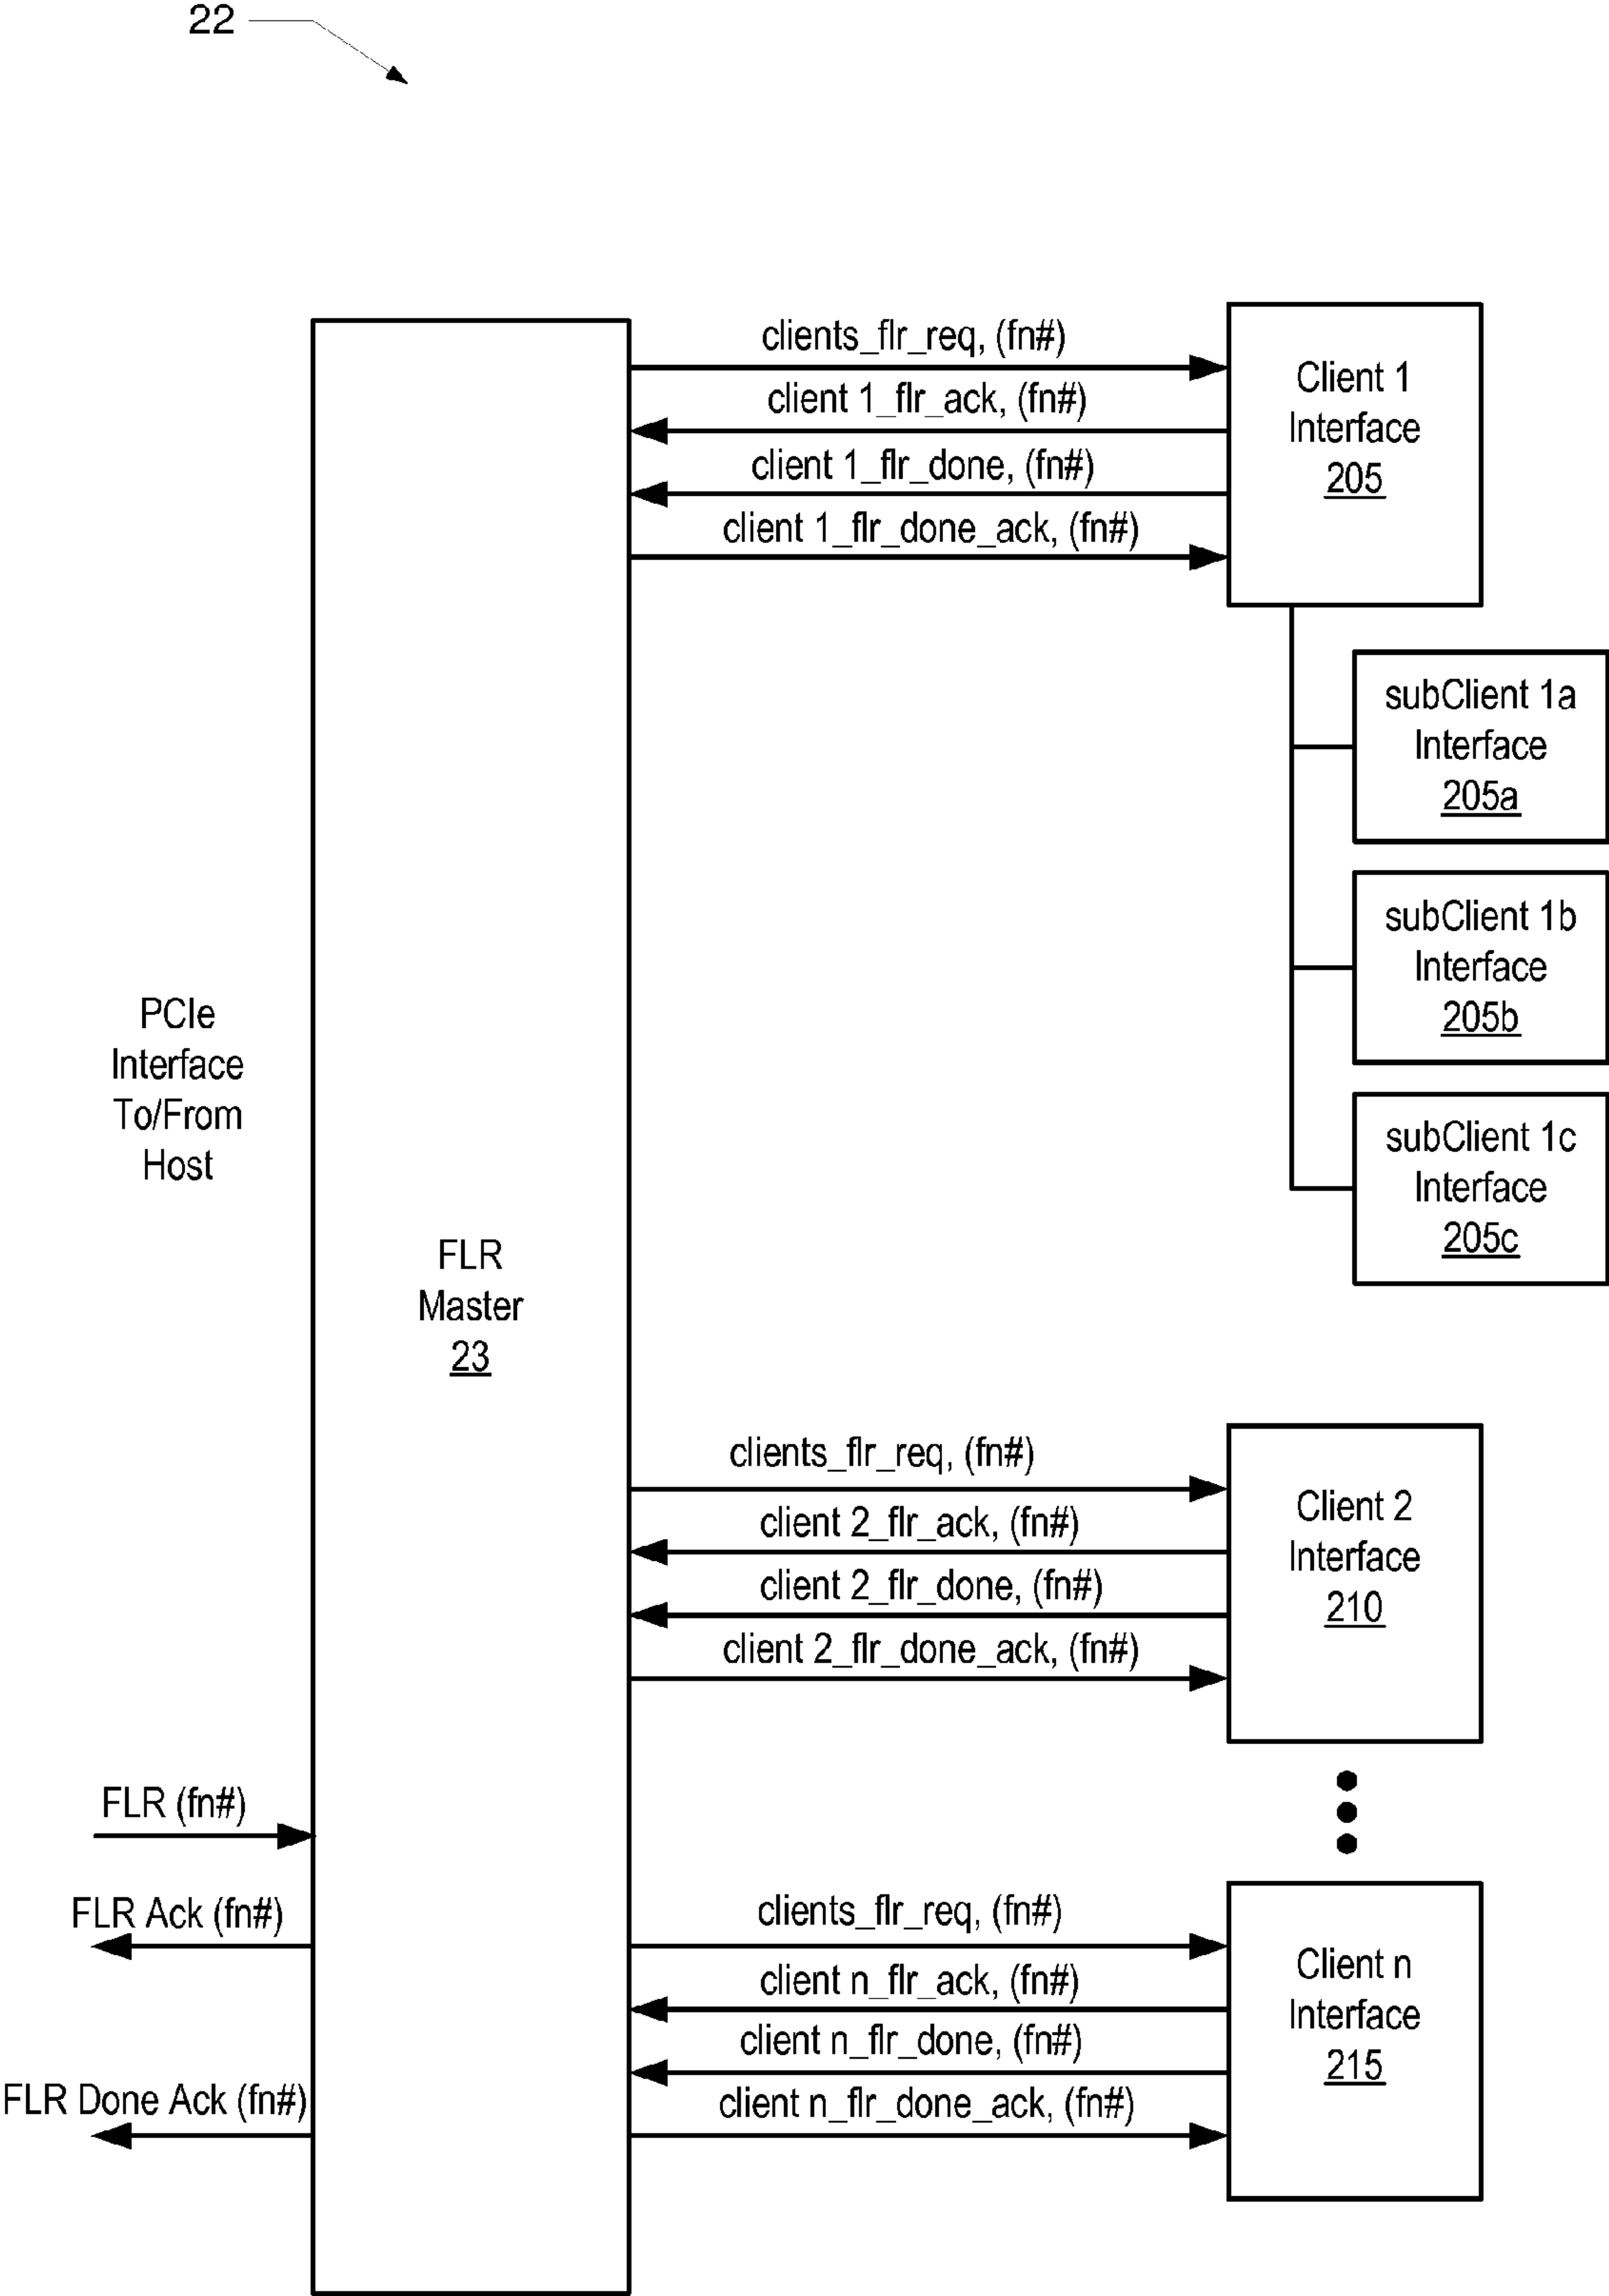 22
clients_flr_req, (fn#)
client 1_flr_ack, (fn#)
client 1_flr_done, (fn#)
client 1_flr_done_ack, (fn#)
Client 1
Interface
205
subClient 1a
Interface
205a
subClient 1b
Interface
205b
subClient 1c
Interface
205c
PCIe
Interface
To/From
Host
FLR
Master
23
clients_flr_req, (fn#)
client 2_flr_ack, (fn#)
client 2_flr_done, (fn#)
client 2_flr_done_ack, (fn#)
Client 2
Interface
210
FLR (fn#)
FLR Ack (fn#)
FLR Done Ack (fn#)
clients_flr_req, (fn#)
client n_flr_ack, (fn#)
client n_flr_done, (fn#)
client n_flr_done_ack, (fn#)
Client n
Interface
215